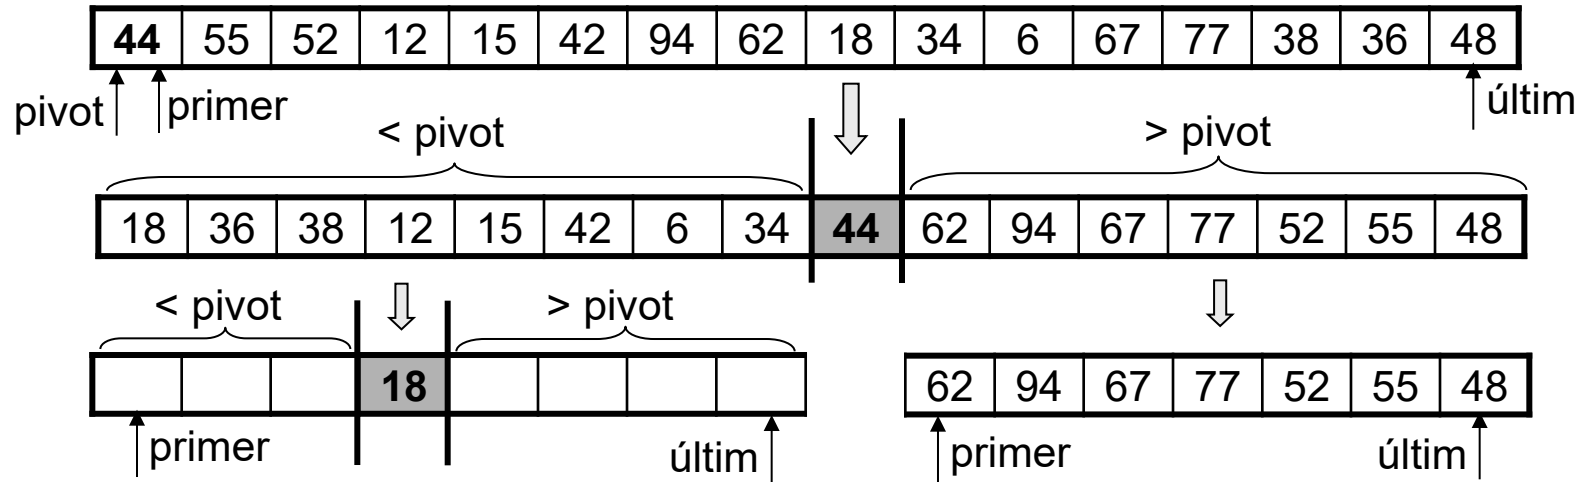 44 55 52 12 15 42 94 62 18 34 6 67 77 38 36 48
pivot primer últim
< pivot > pivot
18 36 38 12 15 42 6 34 44 62 94 67 77 52 55 48
< pivot > pivot
18 62 94 67 77 52 55 48
primer últim primer últim